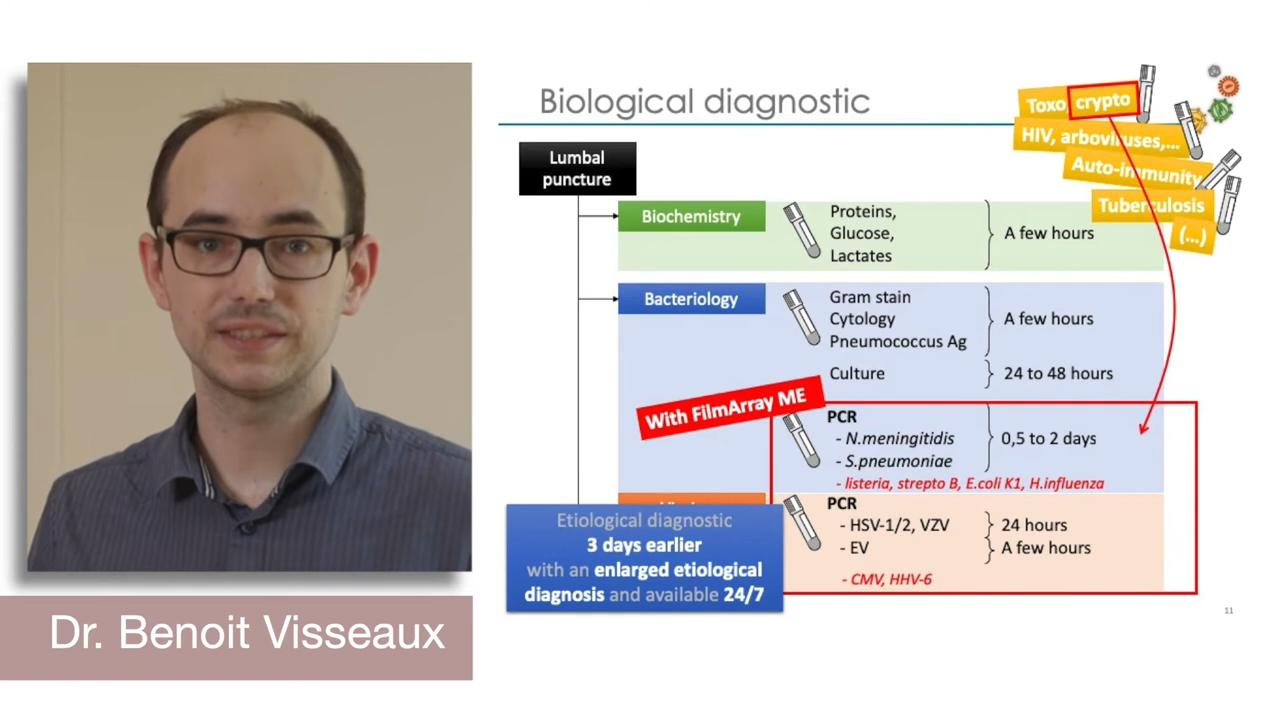 Biological diagnostic
Toxo, crypto
HIV, arboviruses,...
Auto-immunity
Tuberculosis
(...)
Lumbal
puncture
Biochemistry
Proteins,
Glucose,
Lactates
A few hours
Bacteriology
Gram stain
Cytology
Pneumococcus Ag
A few hours
Culture
24 to 48 hours
With FilmArray ME
PCR
- N.meningitidis
- S.pneumoniae
0,5 to 2 days
- listeria, strepto B, E.coli K1, H.influenza
PCR
- HSV-1/2, VZV
24 hours
- EV
A few hours
- CMV, HHV-6
Etiological diagnostic
3 days earlier
with an enlarged etiological
diagnosis and available 24/7
11
Dr. Benoit Visseaux